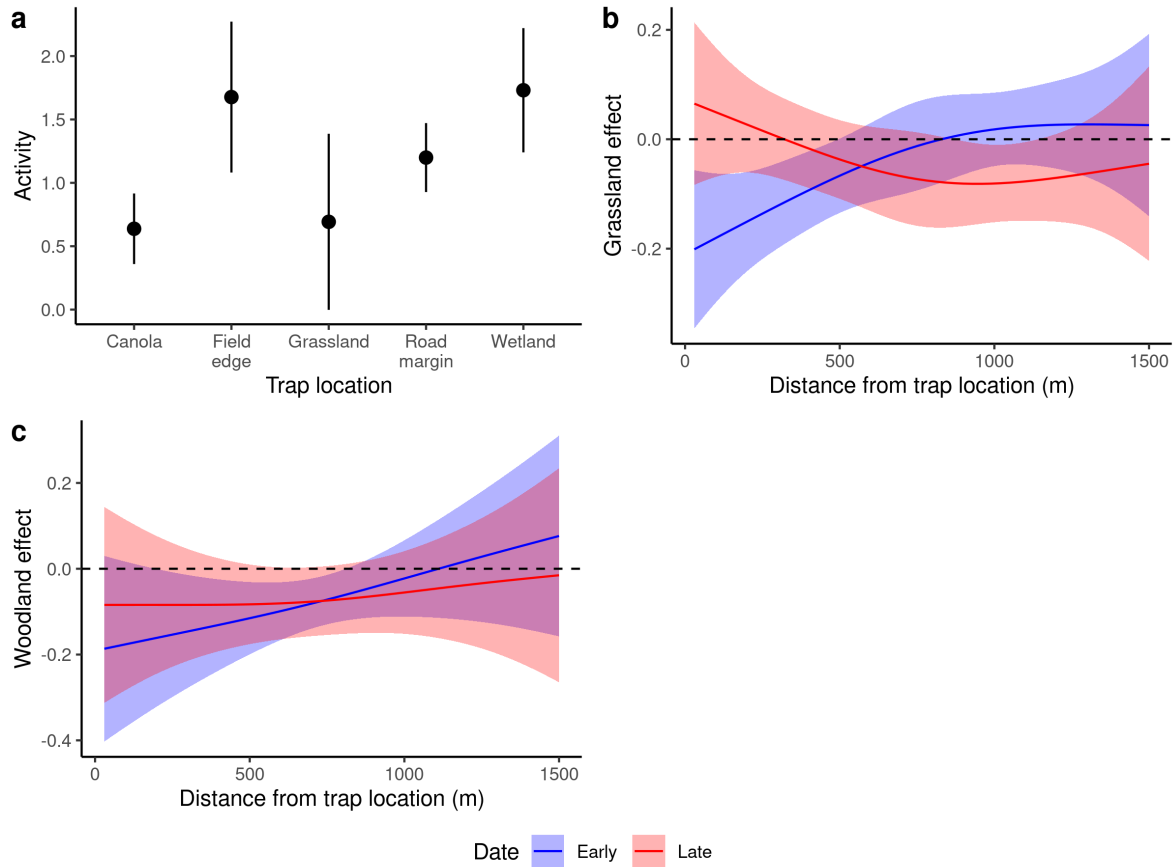 a
2.0
1.5
1.0
0.5
0.0
Activity
Canola
Field
edge
Grassland
Road
margin
Wetland
Trap location
b
0.2
0.0
-0.2
Grassland effect
0
500
1000
1500
Distance from trap location (m)
c
0.2
0.0
-0.2
-0.4
Woodland effect
0
500
1000
1500
Distance from trap location (m)
Date
Early
Late